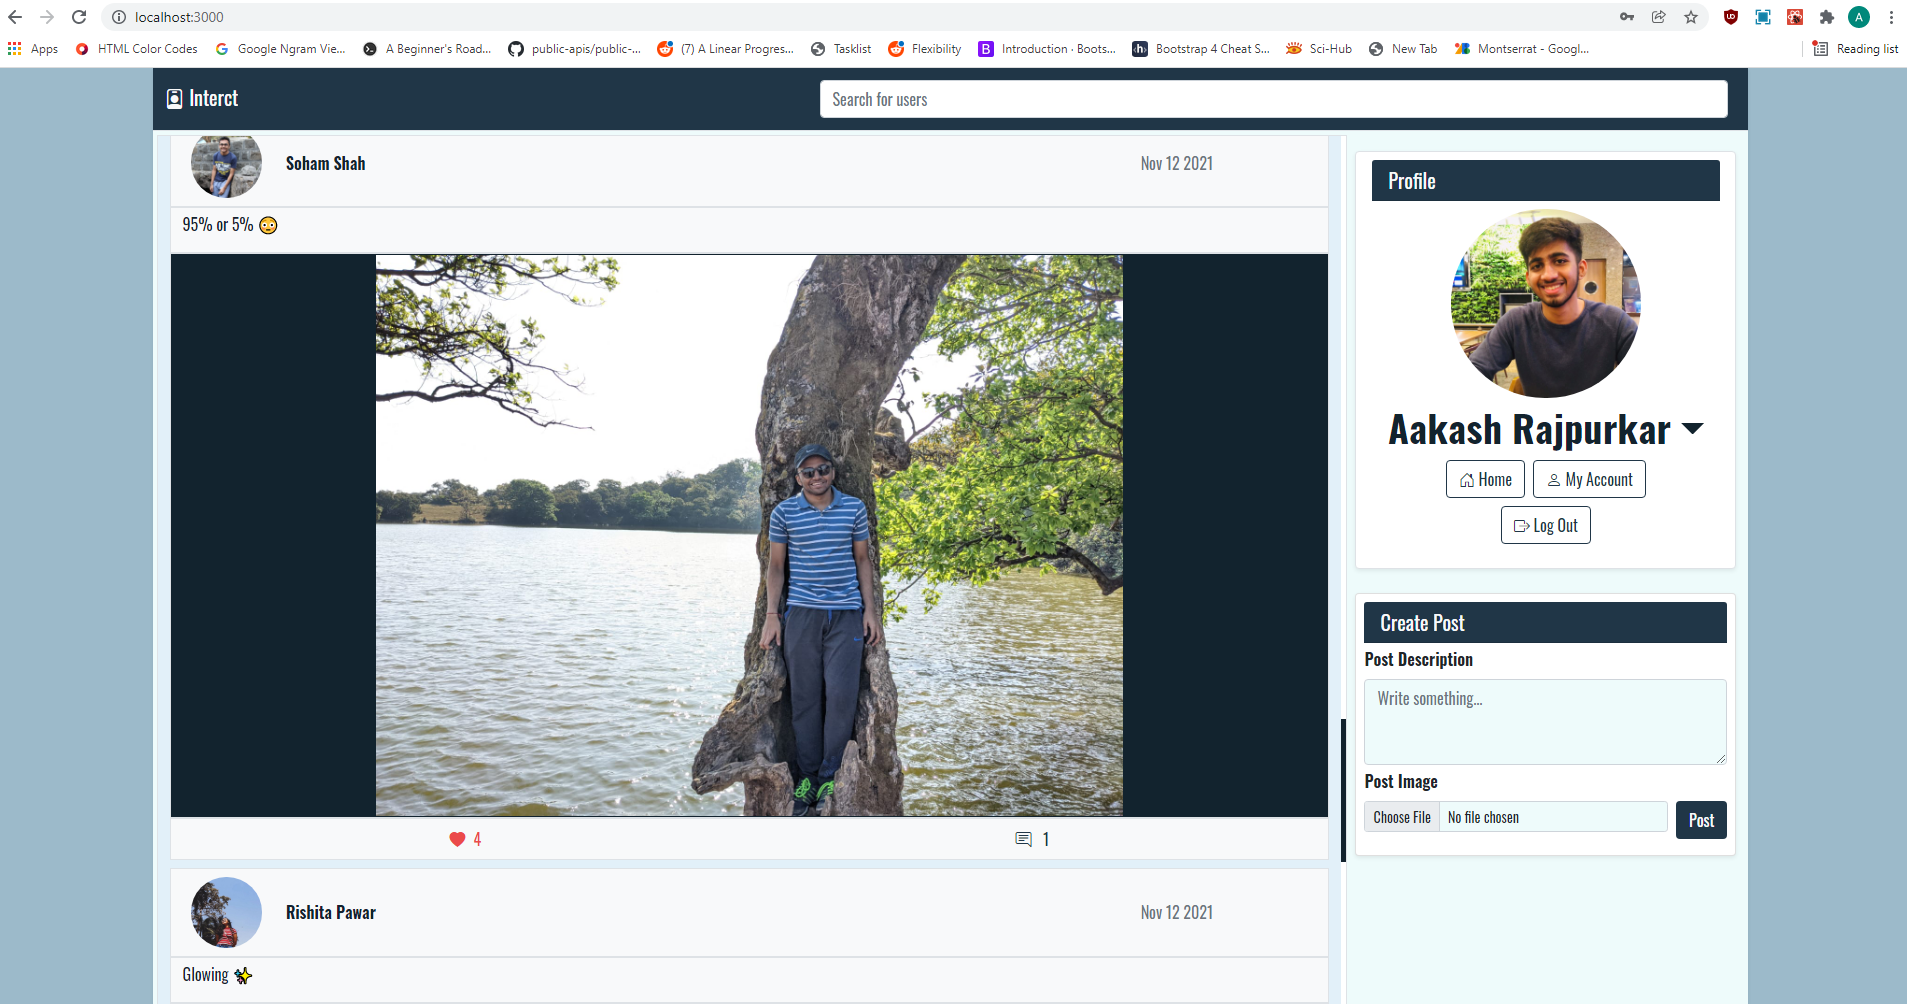 localhost:3000
A
Apps
HTML Color Codes
Google Ngram Vie...
A Beginner's Road...
public-apis/public-...
(7) A Linear Progres...
Tasklist
Flexibility
Introduction · Boots...
Bootstrap 4 Cheat S...
Sci-Hub
New Tab
Montserrat - Googl...
Reading list
Interct
Search for users
Soham Shah
Nov 12 2021
95% or 5% 😳
4
1
Rishita Pawar
Nov 12 2021
Glowing ✨
Profile
Aakash Rajpurkar
Home
My Account
Log Out
Create Post
Post Description
Write something...
Post Image
Choose File
No file chosen
Post